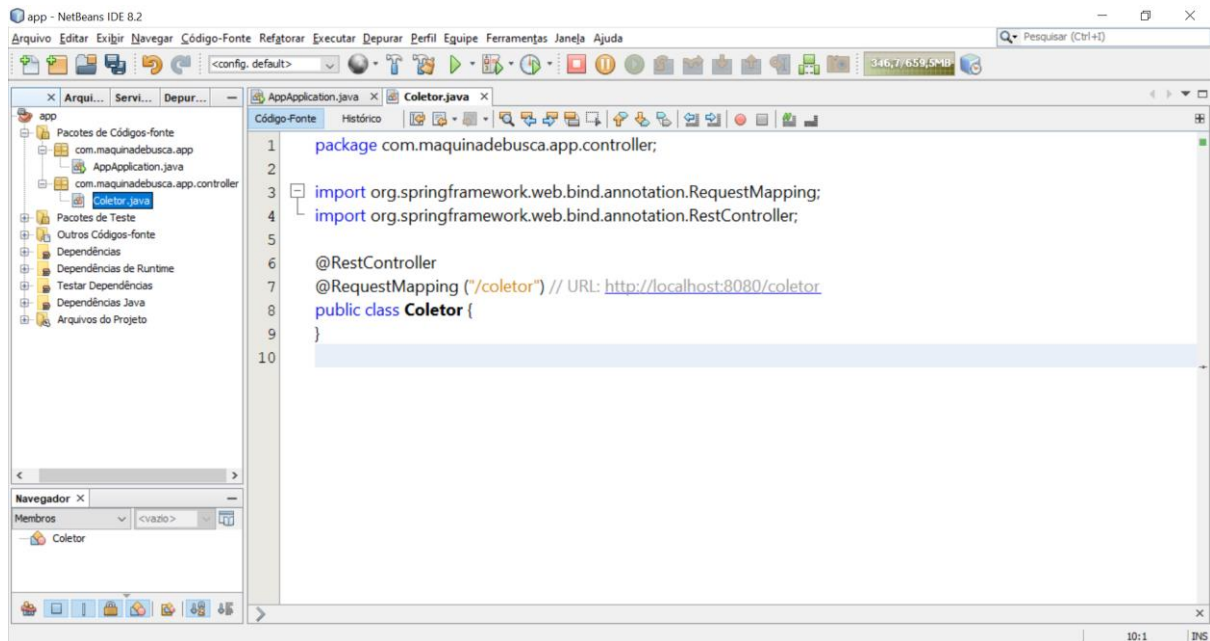 app - NetBeans IDE 8.2
Arquivo Editar Exibir Navegar Código-Fonte Refatorar Executar Depurar Perfil Equipe Ferramentas Janela Ajuda
Pesquisar (Ctrl+I)
<config. default>
346,7/659,5MB
Arqui... Servi... Depur...
app
Pacotes de Códigos-fonte
com.maquinadebusca.app
AppApplication.java
com.maquinadebusca.app.controller
Coletor.java
Pacotes de Teste
Outros Códigos-fonte
Dependências
Dependências de Runtime
Testar Dependências
Dependências Java
Arquivos do Projeto
Navegador
Membros
<vazio>
Coletor
AppApplication.java Coletor.java
Código-Fonte Histórico
1 package com.maquinadebusca.app.controller;
2
3 import org.springframework.web.bind.annotation.RequestMapping;
4 import org.springframework.web.bind.annotation.RestController;
5
6 @RestController
7 @RequestMapping ("/coletor") // URL: http://localhost:8080/coletor
8 public class Coletor {
9 }
10
10:1 INS